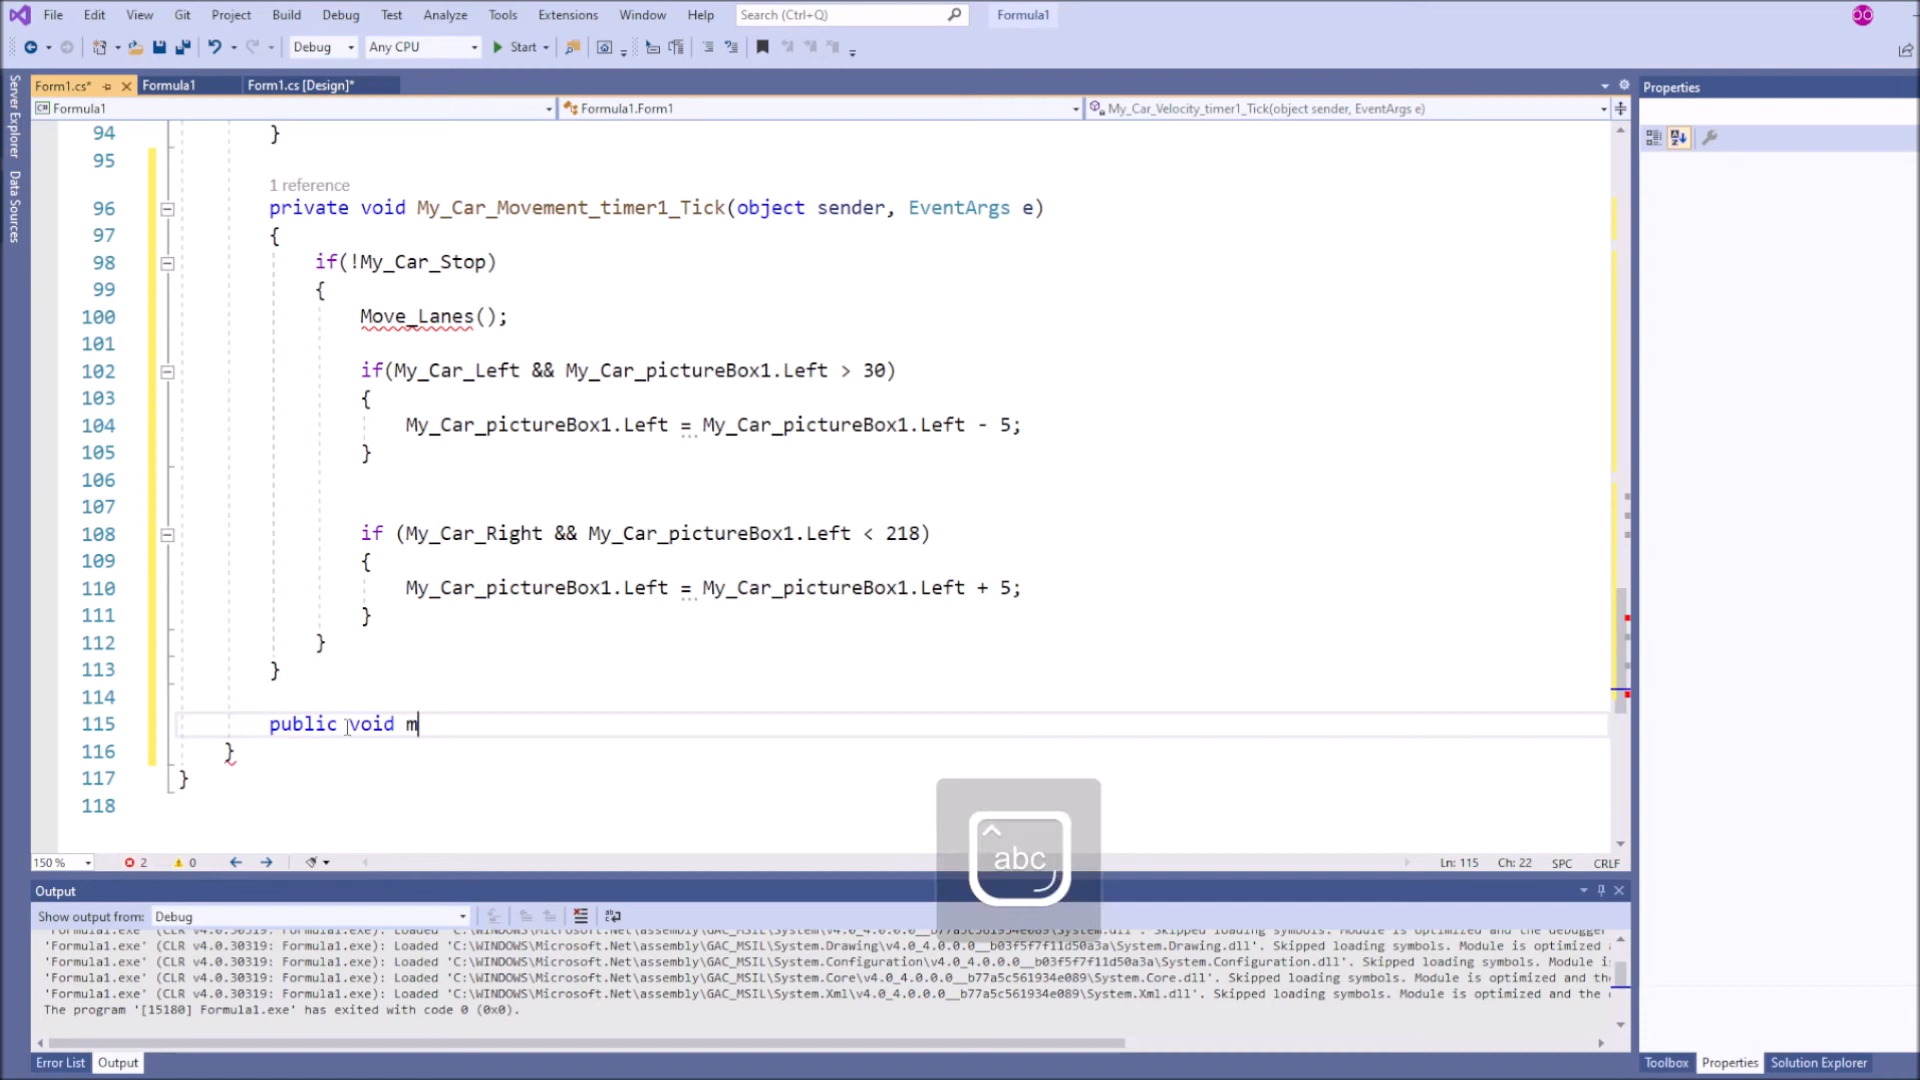 File Edit View Git Project Build Debug Test Analyze Tools Extensions Window Help Search (Ctrl+Q) Formula1
Debug Any CPU Start
Form1.cs* Formula1 Form1.cs [Design]*
Formula1 Formula1.Form1 My_Car_Velocity_timer1_Tick(object sender, EventArgs e)
Server Explorer
Data Sources
94 }
95
1 reference
96 private void My_Car_Movement_timer1_Tick(object sender, EventArgs e)
97 {
98 if(!My_Car_Stop)
99 {
100 Move_Lanes();
101
102 if(My_Car_Left && My_Car_pictureBox1.Left > 30)
103 {
104 My_Car_pictureBox1.Left = My_Car_pictureBox1.Left - 5;
105 }
106
107
108 if (My_Car_Right && My_Car_pictureBox1.Left < 218)
109 {
110 My_Car_pictureBox1.Left = My_Car_pictureBox1.Left + 5;
111 }
112 }
113 }
114
115 public void m
116 }
117 }
118
abc
150 % 2 0 Ln: 115 Ch: 22 SPC CRLF
Output
Show output from: Debug
'Formula1.exe' (CLR v4.0.30319: Formula1.exe): Loaded 'C:\WINDOWS\Microsoft.Net\assembly\GAC_MSIL\System.Drawing\v4.0_4.0.0.0__b03f5f7f11d50a3a\System.Drawing.dll'. Skipped loading symbols. Module is optimized
'Formula1.exe' (CLR v4.0.30319: Formula1.exe): Loaded 'C:\WINDOWS\Microsoft.Net\assembly\GAC_MSIL\System.Configuration\v4.0_4.0.0.0__b03f5f7f11d50a3a\System.Configuration.dll'. Skipped loading symbols. Module is
'Formula1.exe' (CLR v4.0.30319: Formula1.exe): Loaded 'C:\WINDOWS\Microsoft.Net\assembly\GAC_MSIL\System.Core\v4.0_4.0.0.0__b77a5c561934e089\System.Core.dll'. Skipped loading symbols. Module is optimized and the
'Formula1.exe' (CLR v4.0.30319: Formula1.exe): Loaded 'C:\WINDOWS\Microsoft.Net\assembly\GAC_MSIL\System.Xml\v4.0_4.0.0.0__b77a5c561934e089\System.Xml.dll'. Skipped loading symbols. Module is optimized and the
The program '[15180] Formula1.exe' has exited with code 0 (0x0).
Error List Output
Properties
Toolbox Properties Solution Explorer